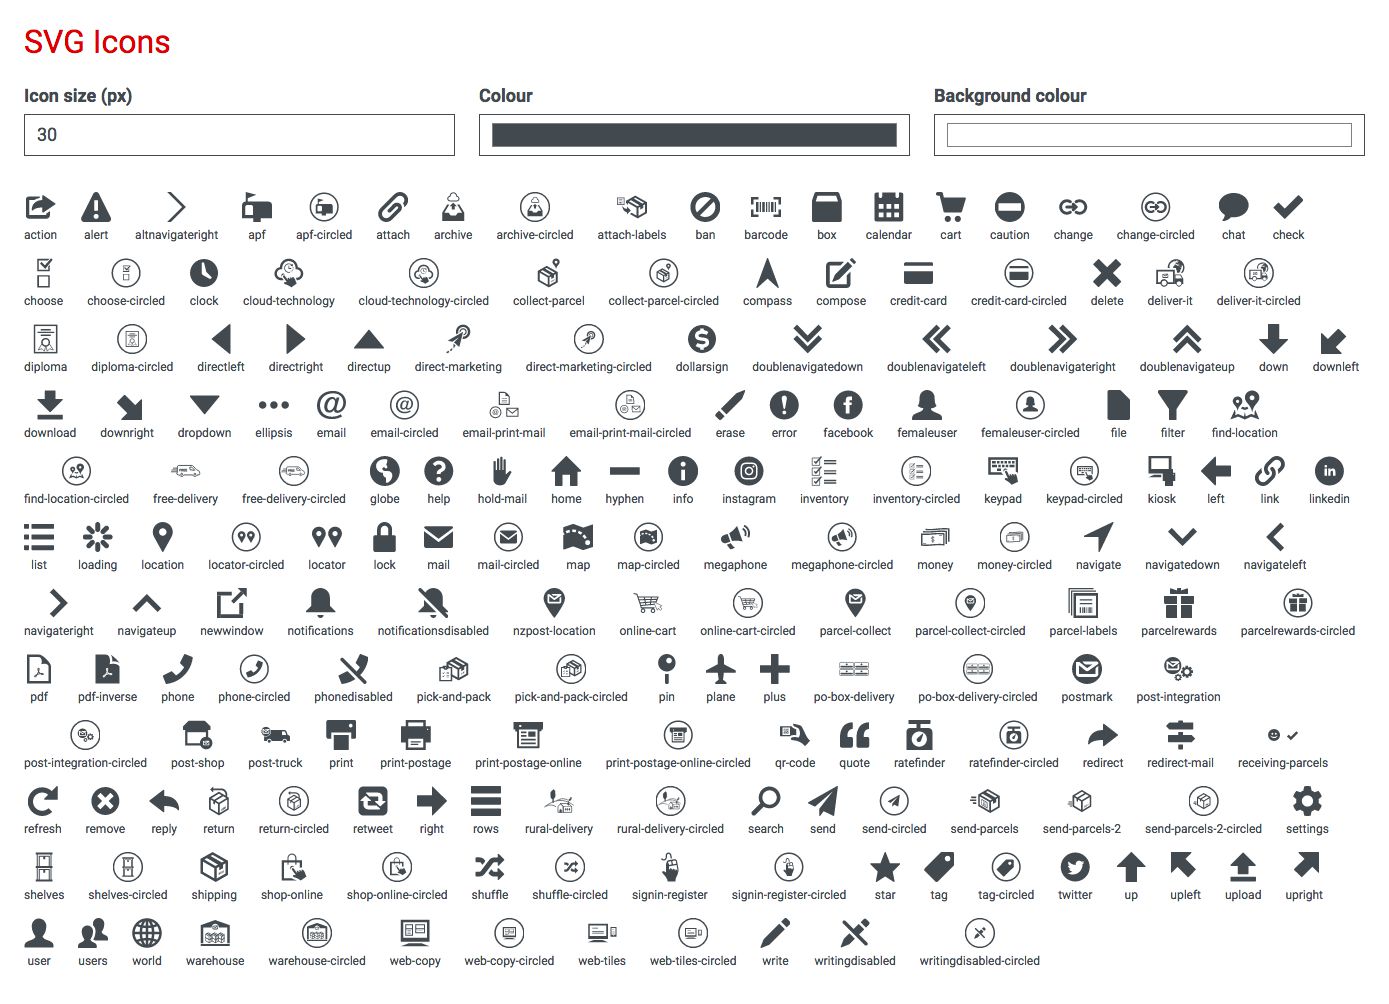 SVG Icons
Icon size (px) Colour Background colour
30
action alert altnavigateright apf apf-circled attach archive archive-circled attach-labels ban barcode box calendar cart caution change change-circled chat check
choose choose-circled clock cloud-technology cloud-technology-circled collect-parcel collect-parcel-circled compass compose credit-card credit-card-circled delete deliver-it deliver-it-circled
diploma diploma-circled directleft directright directup direct-marketing direct-marketing-circled dollarsign doublenavigatedown doublenavigateleft doublenavigateright doublenavigateup down downleft
download downright dropdown ellipsis email email-circled email-print-mail email-print-mail-circled erase error facebook femaleuser femaleuser-circled file filter find-location
find-location-circled free-delivery free-delivery-circled globe help hold-mail home hyphen info instagram inventory inventory-circled keypad keypad-circled kiosk left link linkedin
list loading location locator-circled locator lock mail mail-circled map map-circled megaphone megaphone-circled money money-circled navigate navigatedown navigateleft
navigateright navigateup newwindow notifications notificationsdisabled nzpost-location online-cart online-cart-circled parcel-collect parcel-collect-circled parcel-labels parcelrewards parcelrewards-circled
pdf pdf-inverse phone phone-circled phonedisabled pick-and-pack pick-and-pack-circled pin plane plus po-box-delivery po-box-delivery-circled postmark post-integration
post-integration-circled post-shop post-truck print print-postage print-postage-online print-postage-online-circled qr-code quote ratefinder ratefinder-circled redirect redirect-mail receiving-parcels
refresh remove reply return return-circled retweet right rows rural-delivery rural-delivery-circled search send send-circled send-parcels send-parcels-2 send-parcels-2-circled settings
shelves shelves-circled shipping shop-online shop-online-circled shuffle shuffle-circled signin-register signin-register-circled star tag tag-circled twitter up upleft upload upright
user users world warehouse warehouse-circled web-copy web-copy-circled web-tiles web-tiles-circled write writingdisabled writingdisabled-circled